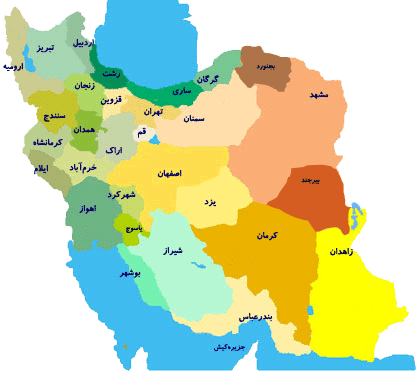 اردبیل
تبریز
ارومیه
رشت
زنجان
گرگان
بجنورد
ساری
قزوین
مشهد
تهران
سنندج
سمنان
همدان
قم
کرمانشاه
اراک
خرم‌آباد
ایلام
اصفهان
بیرجند
شهرکرد
یزد
اهواز
یاسوج
کرمان
شیراز
زاهدان
بوشهر
بندرعباس
جزیره‌کیش